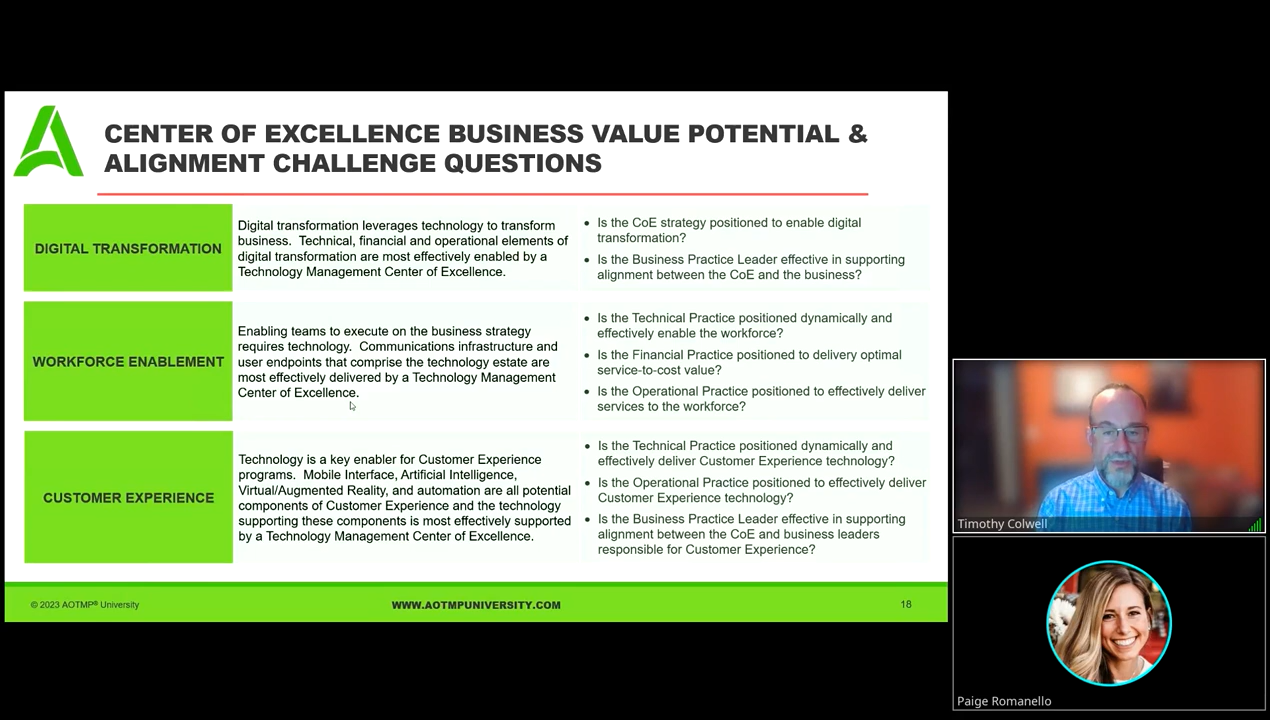 CENTER OF EXCELLENCE BUSINESS VALUE POTENTIAL &
ALIGNMENT CHALLENGE QUESTIONS
DIGITAL TRANSFORMATION
Digital transformation leverages technology to transform
business. Technical, financial and operational elements of
digital transformation are most effectively enabled by a
Technology Management Center of Excellence.
• Is the CoE strategy positioned to enable digital
transformation?
• Is the Business Practice Leader effective in supporting
alignment between the CoE and the business?
WORKFORCE ENABLEMENT
Enabling teams to execute on the business strategy
requires technology. Communications infrastructure and
user endpoints that comprise the technology estate are
most effectively delivered by a Technology Management
Center of Excellence.
• Is the Technical Practice positioned dynamically and
effectively enable the workforce?
• Is the Financial Practice positioned to delivery optimal
service-to-cost value?
• Is the Operational Practice positioned to effectively deliver
services to the workforce?
CUSTOMER EXPERIENCE
Technology is a key enabler for Customer Experience
programs. Mobile Interface, Artificial Intelligence,
Virtual/Augmented Reality, and automation are all potential
components of Customer Experience and the technology
supporting these components is most effectively supported
by a Technology Management Center of Excellence.
• Is the Technical Practice positioned dynamically and
effectively deliver Customer Experience technology?
• Is the Operational Practice positioned to effectively deliver
Customer Experience technology?
• Is the Business Practice Leader effective in supporting
alignment between the CoE and business leaders
responsible for Customer Experience?
© 2023 AOTMP® University
WWW.AOTMPUNIVERSITY.COM
18
Timothy Colwell
Paige Romanello